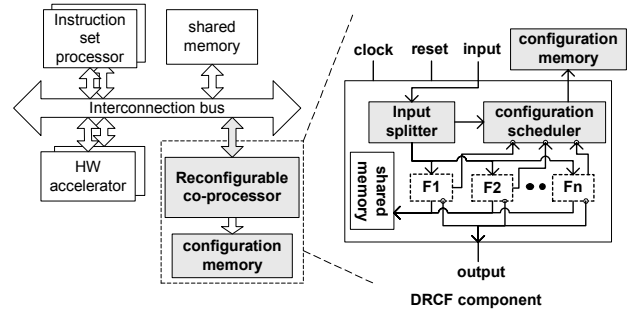 Instruction
set
processor
shared
memory
Interconnection bus
HW
accelerator
Reconfigurable
co-processor
configuration
memory
clock
reset
input
configuration
memory
Input
splitter
configuration
scheduler
shared
memory
F1
F2
Fn
output
DRCF component